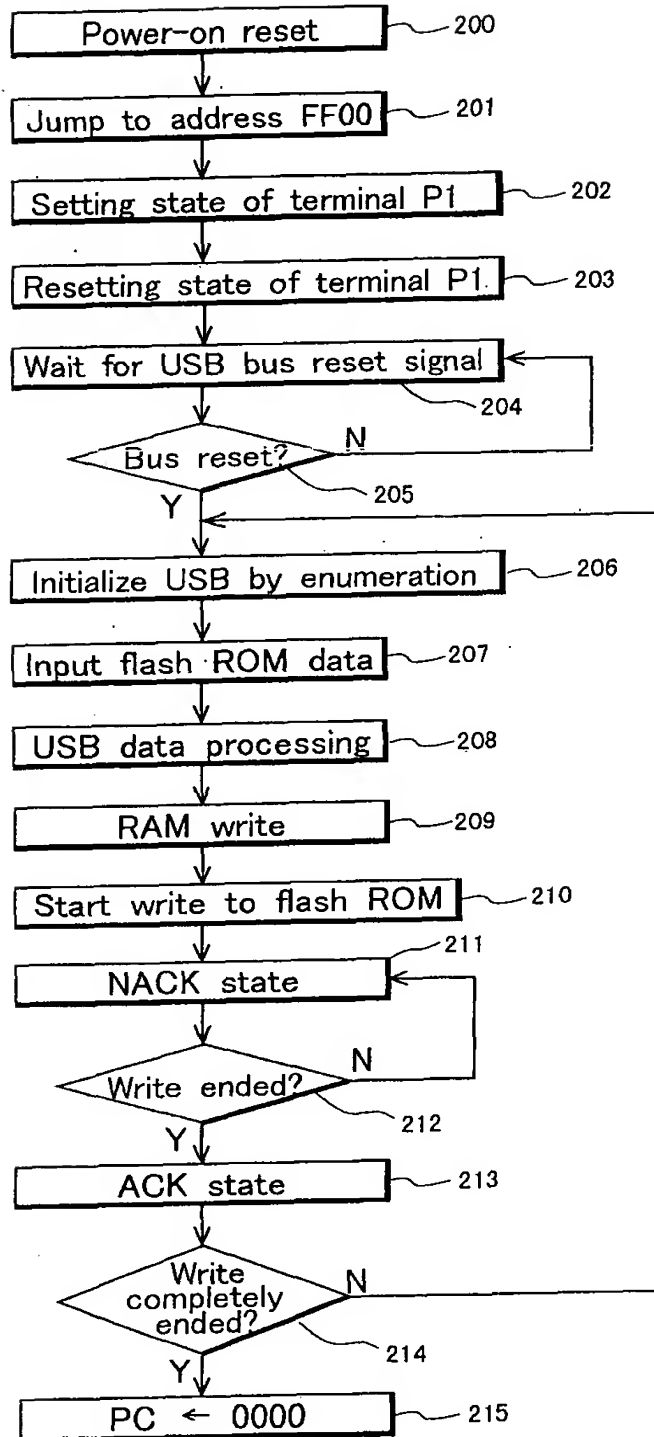 Power-on reset 200
Jump to address FF00 201
Setting state of terminal P1 202
Resetting state of terminal P1. 203
Wait for USB bus reset signal
204
N
Bus reset?
205
Y
Initialize USB by enumeration 206
Input flash ROM data 207
USB data processing 208
RAM write 209
Start write to flash ROM 210
211
NACK state
N
Write ended?
212
Y
ACK state 213
Write
completely
ended?
N
214
Y
PC ← 0000 215